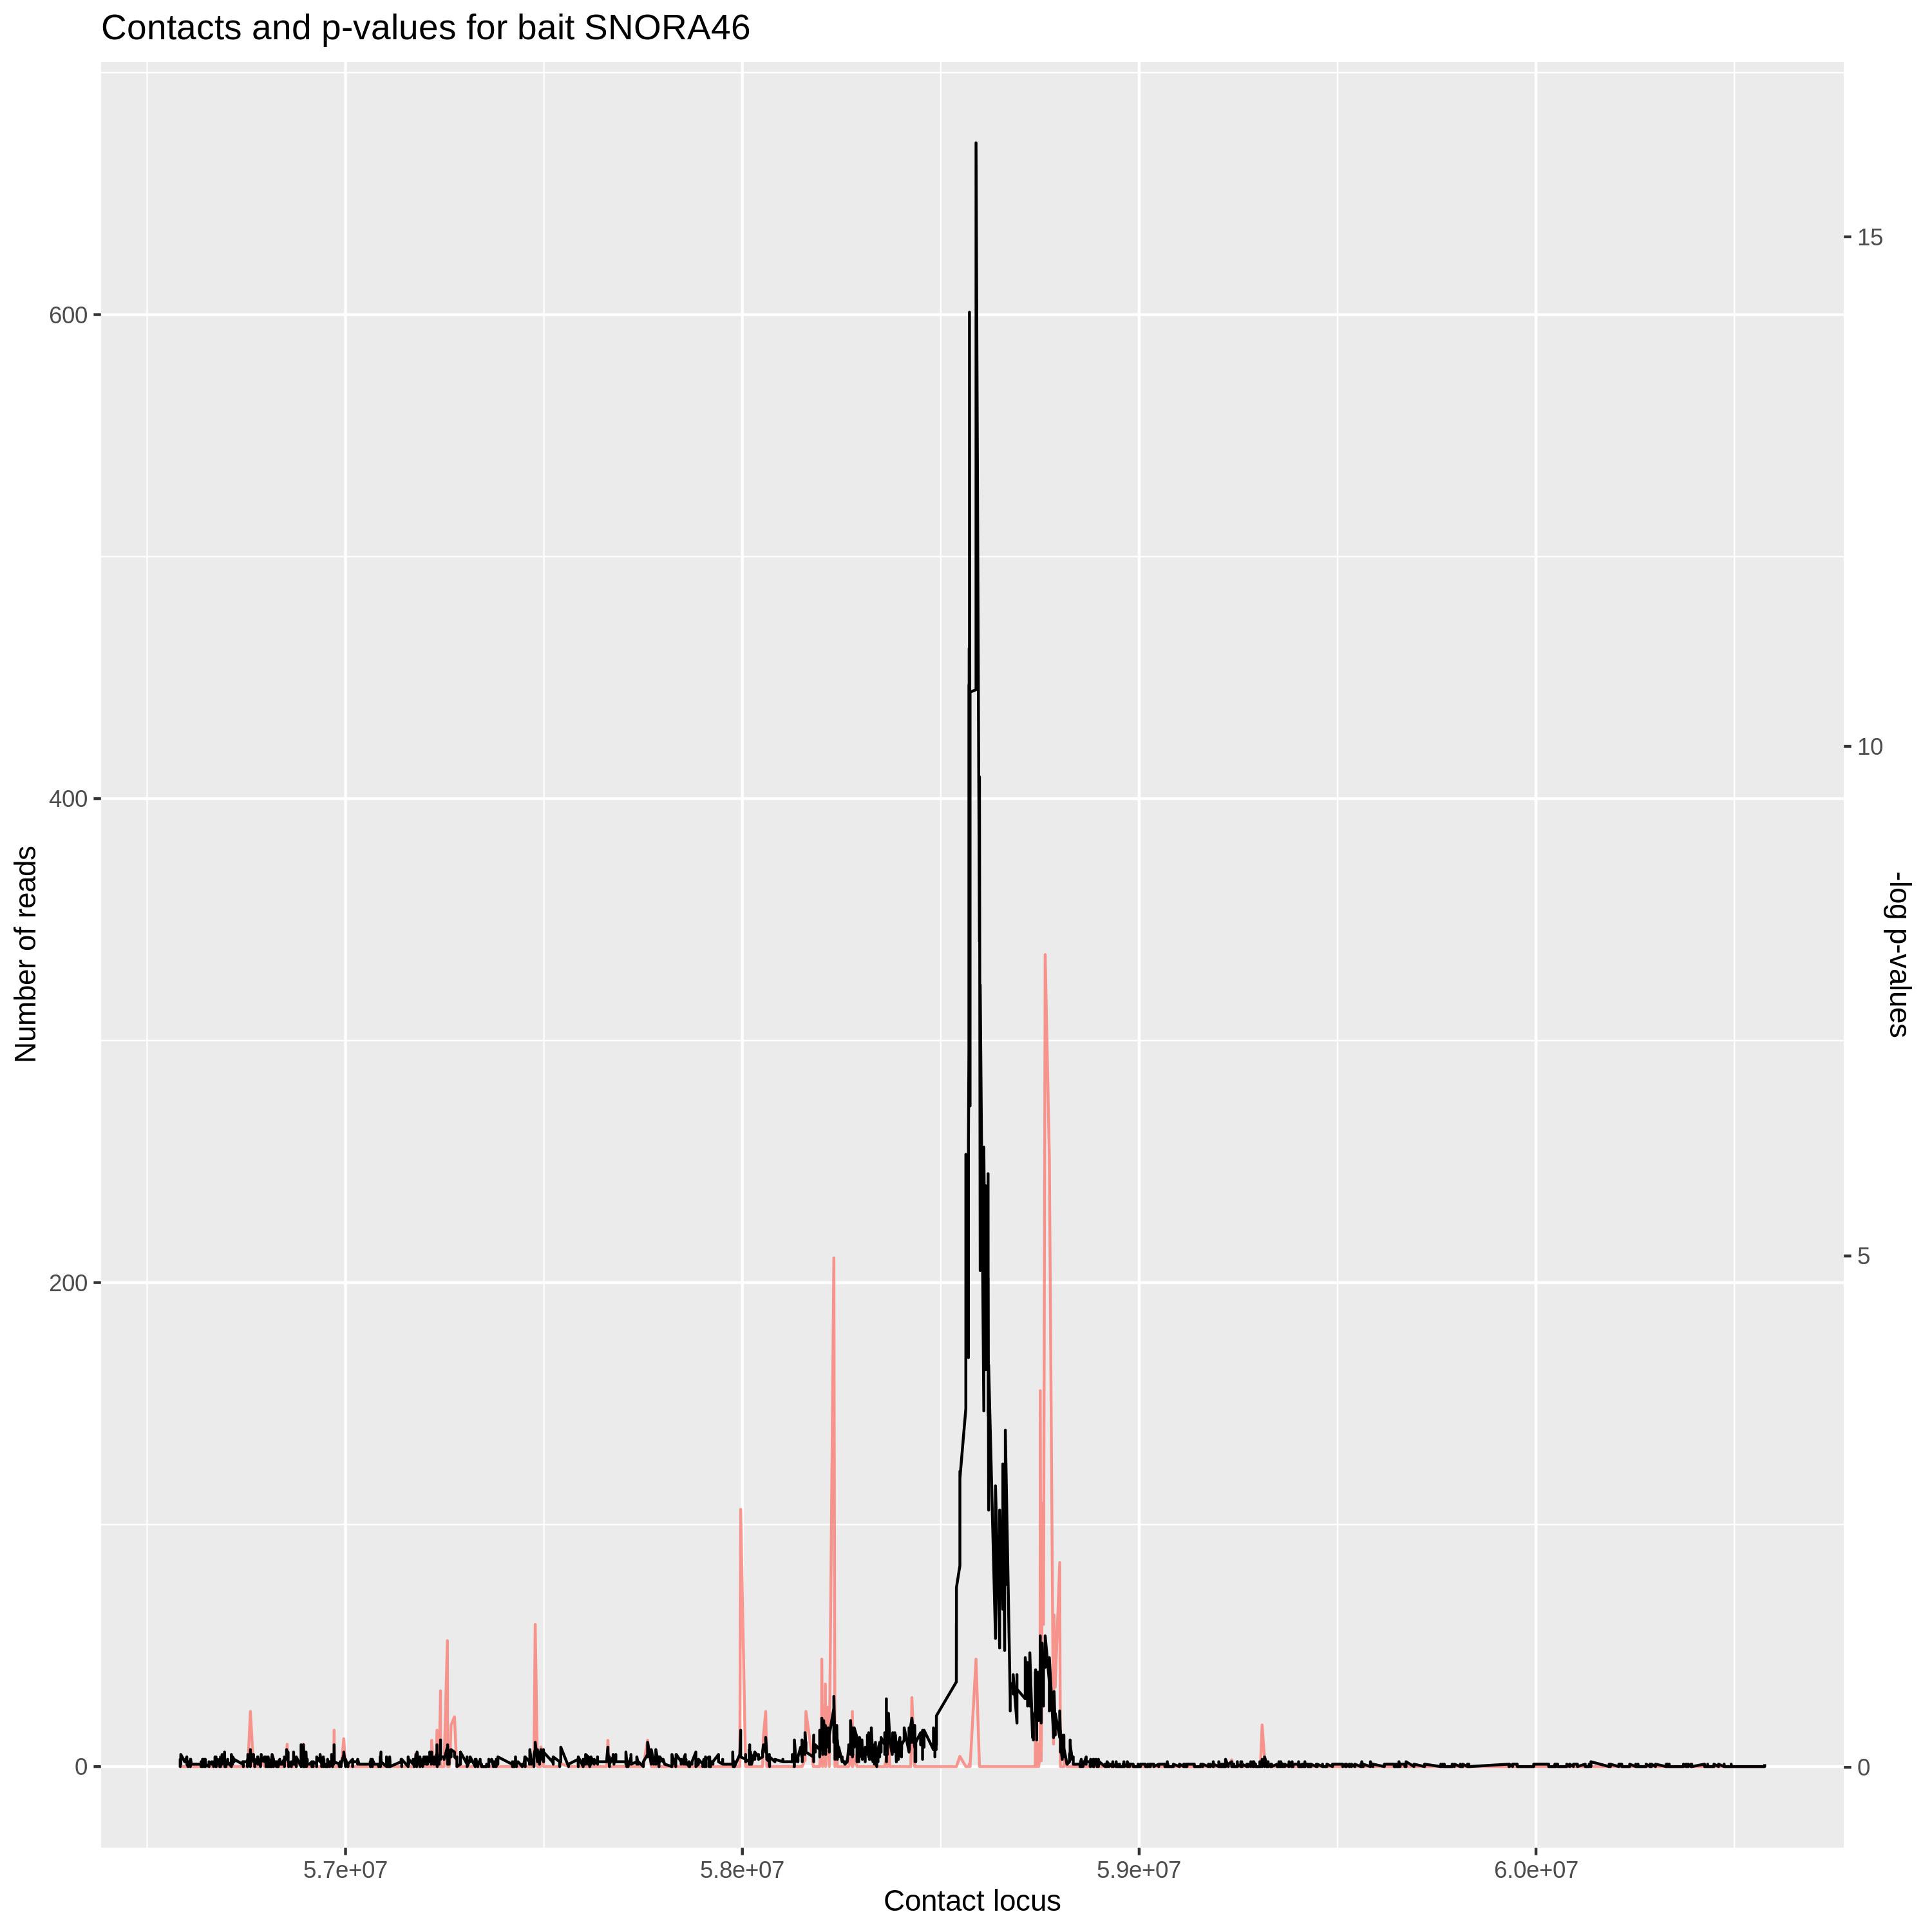 Contacts and p-values for bait SNORA46
Number of reads
600
400
200
0
15
10
5
0
-log p-values
5.7e+07
5.8e+07
5.9e+07
6.0e+07
Contact locus